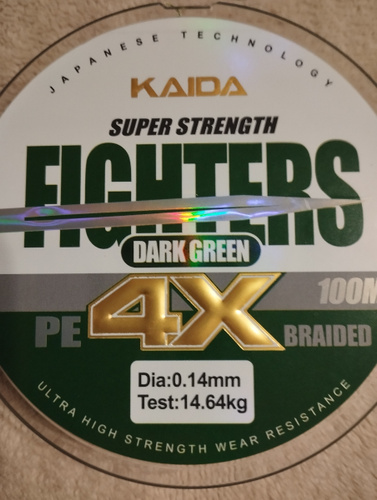 JAPANESE TECHNOLOGY
KAIDA
SUPER STRENGTH
FIGHTERS
DARK GREEN
100M
PE 4X BRAIDED
Dia:0.14mm
Test:14.64kg
ULTRA HIGH STRENGTH WEAR RESISTANCE